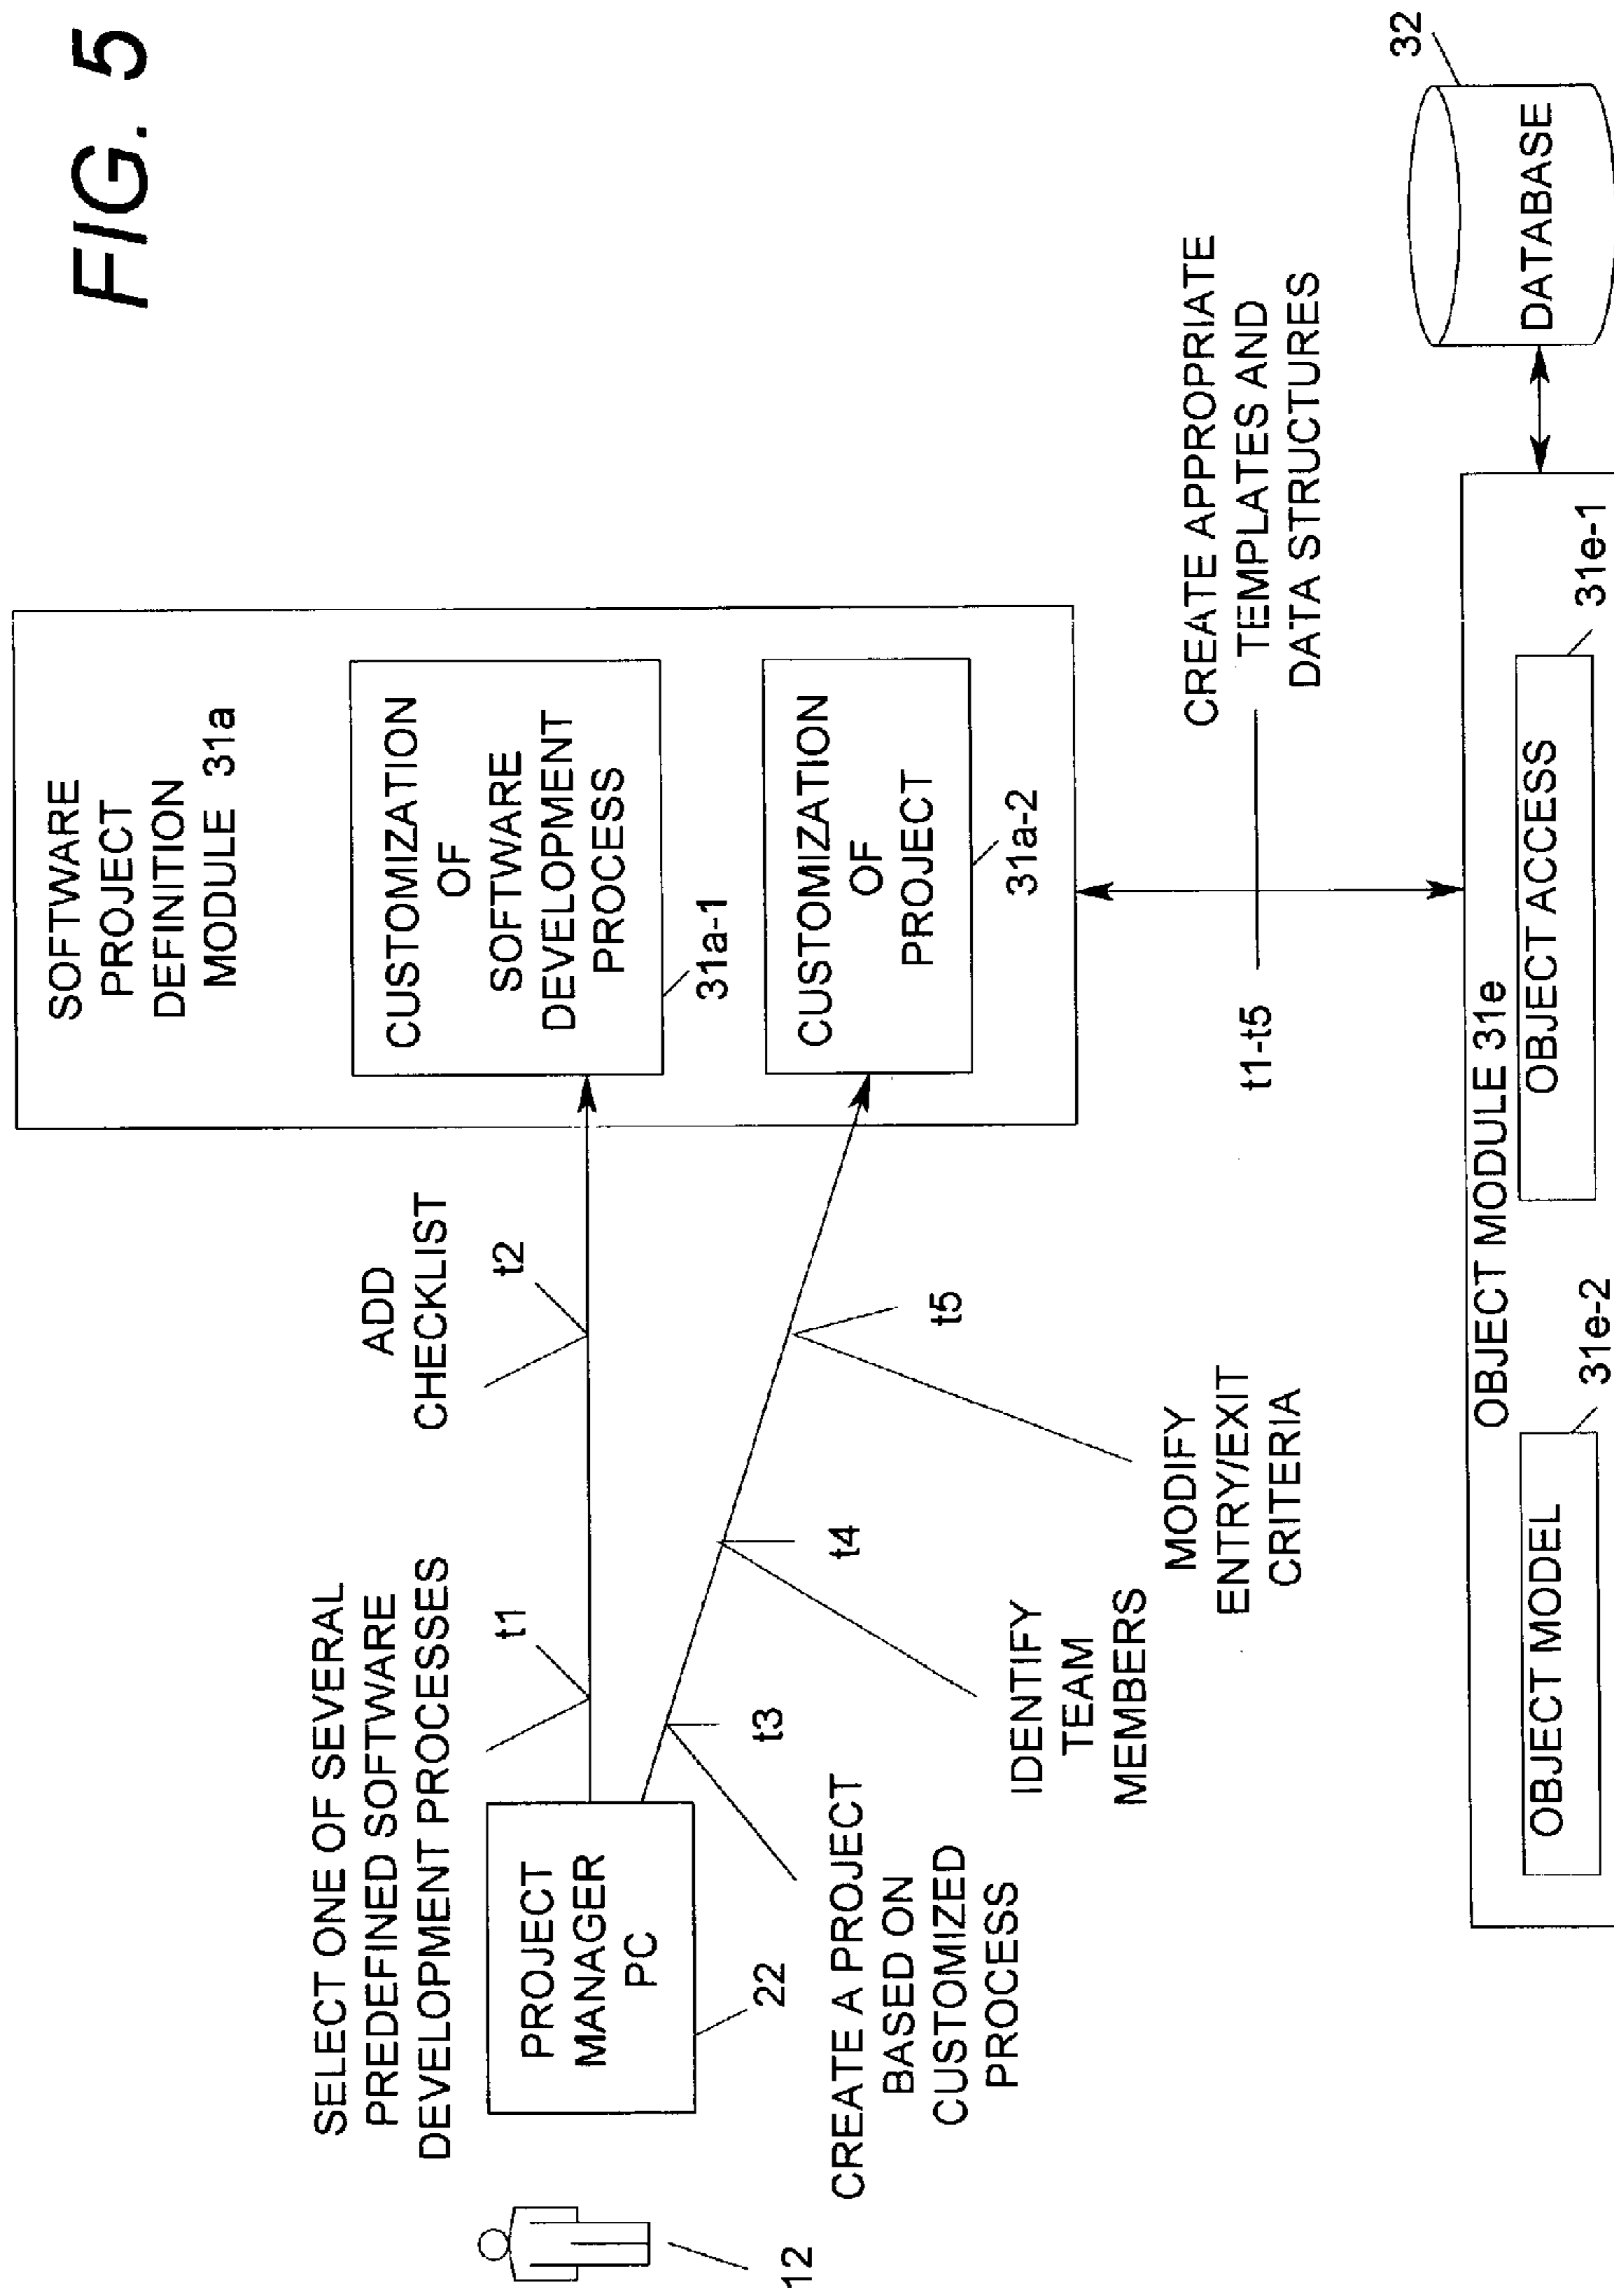 FIG. 5
SOFTWARE
PROJECT
DEFINITION
MODULE 31a
CUSTOMIZATION
OF
SOFTWARE
DEVELOPMENT
PROCESS
31a-1
CUSTOMIZATION
OF
PROJECT
31a-2
SELECT ONE OF SEVERAL
PREDEFINED SOFTWARE
DEVELOPMENT PROCESSES
t1
ADD
CHECKLIST
t2
PROJECT
MANAGER
PC
22
12
t3
CREATE A PROJECT
BASED ON
CUSTOMIZED
PROCESS
t4
IDENTIFY
TEAM
MEMBERS
t5
MODIFY
ENTRY/EXIT
CRITERIA
t1-t5
CREATE APPROPRIATE
TEMPLATES AND
DATA STRUCTURES
OBJECT MODULE 31e
OBJECT MODEL
31e-2
OBJECT ACCESS
31e-1
DATABASE
32